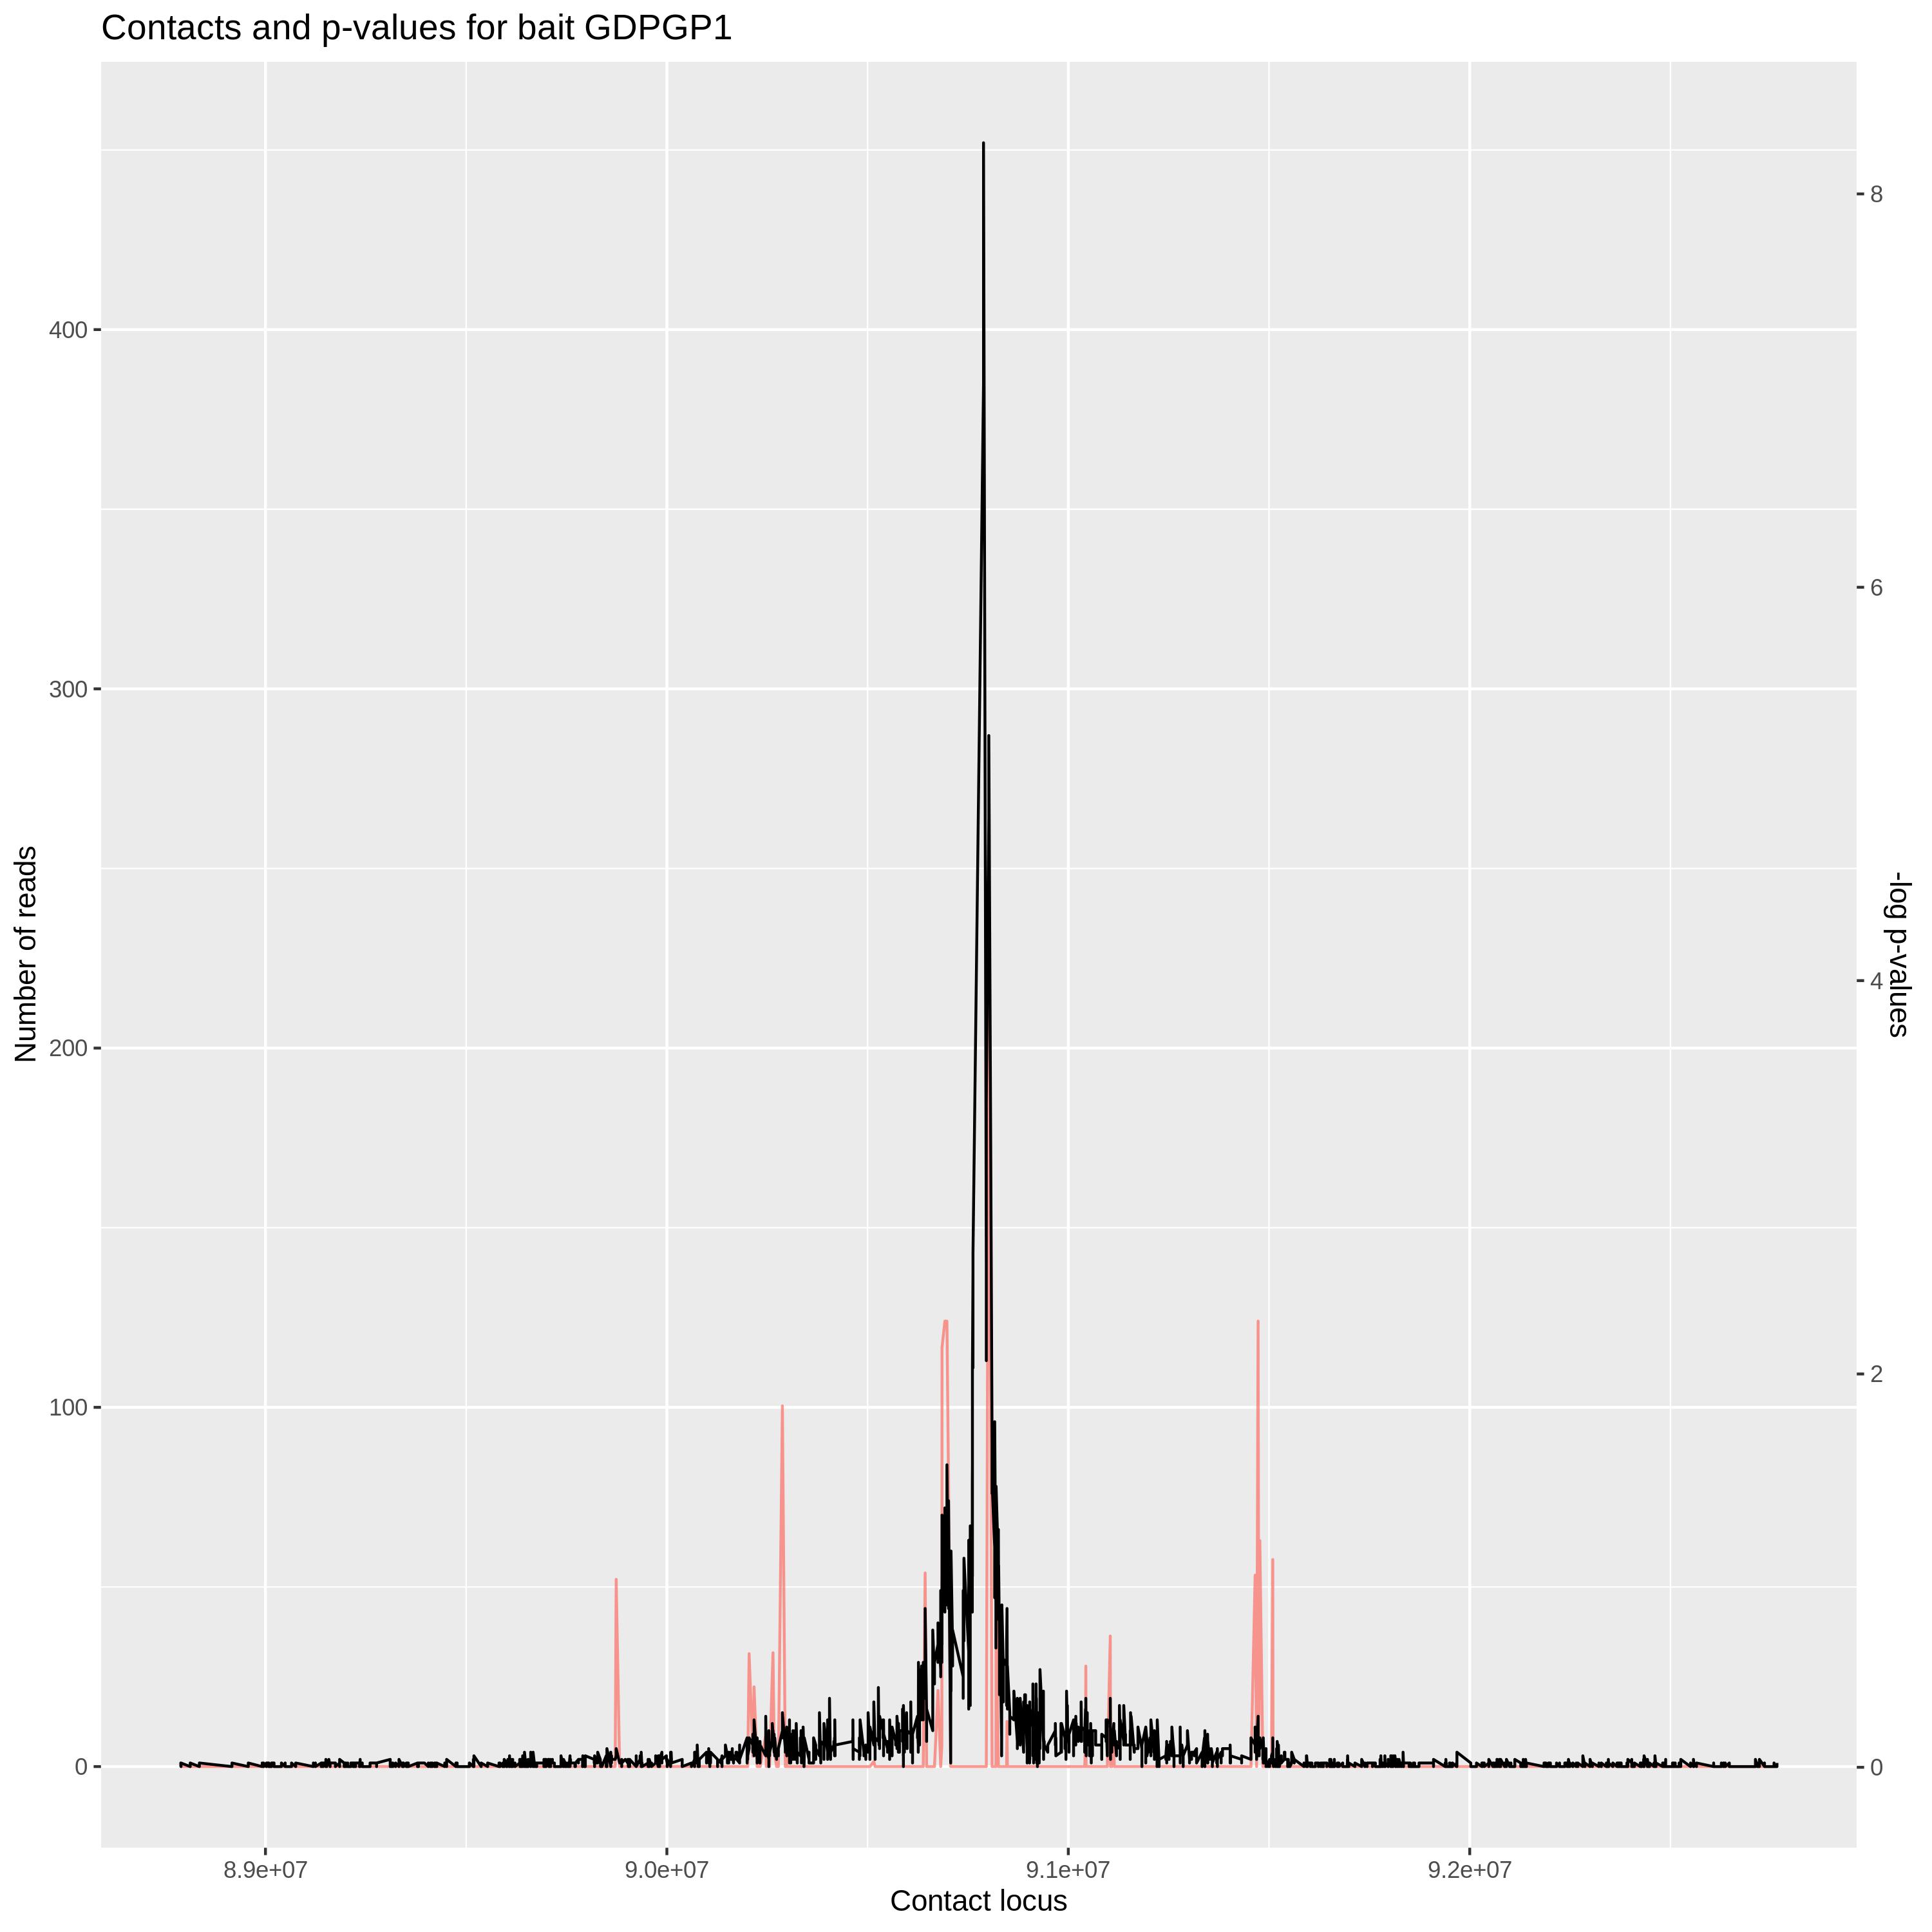 Contacts and p-values for bait GDPGP1
400
300
200
100
0
Number of reads
8
6
4
2
0
-log p-values
8.9e+07
9.0e+07
9.1e+07
9.2e+07
Contact locus